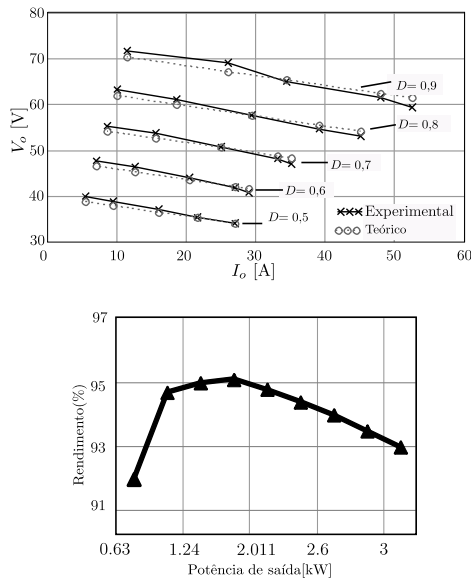 80
70
60
50
40
30
V_o [V]
D= 0,9
D= 0,8
D= 0,7
D= 0,6
D= 0,5
Experimental
Teórico
0 10 20 30 40 50 60
I_o [A]
97
95
93
91
Rendimento(%)
0.63 1.24 2.011 2.6 3
Potência de saída[kW]